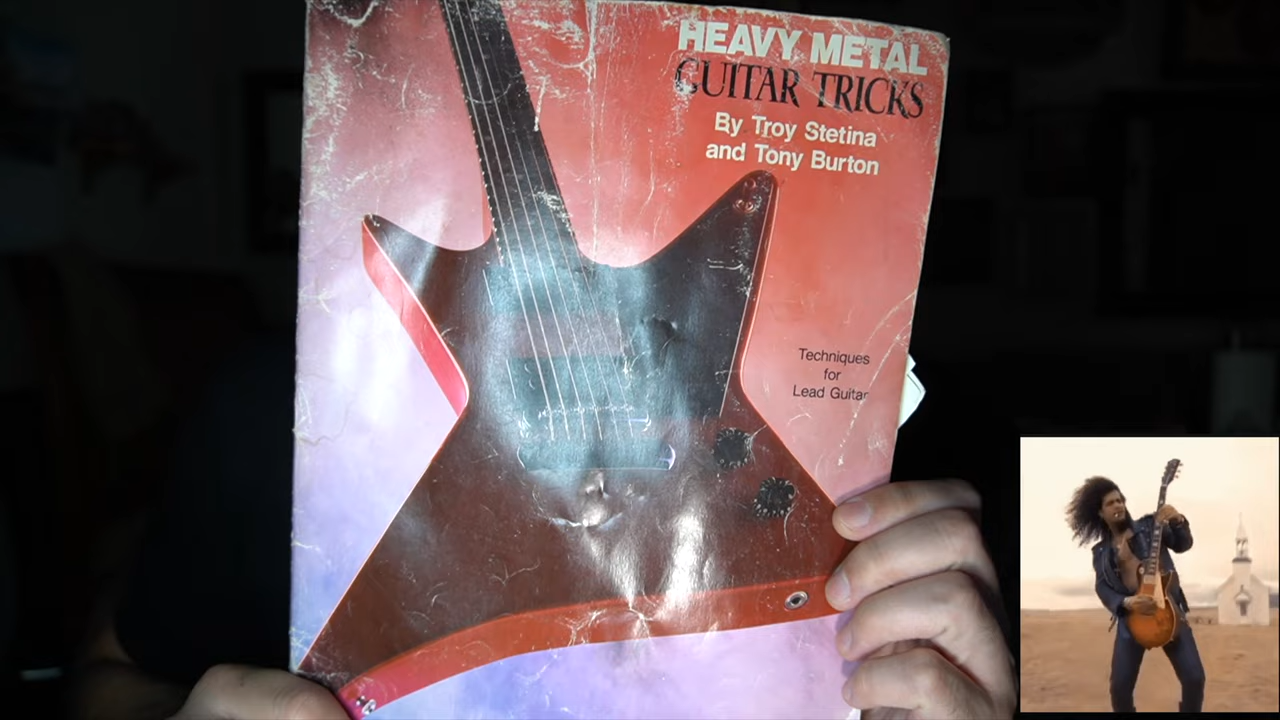 HEAVY METAL
GUITAR TRICKS
By Troy Stetina
and Tony Burton
Techniques
for
Lead Guitar